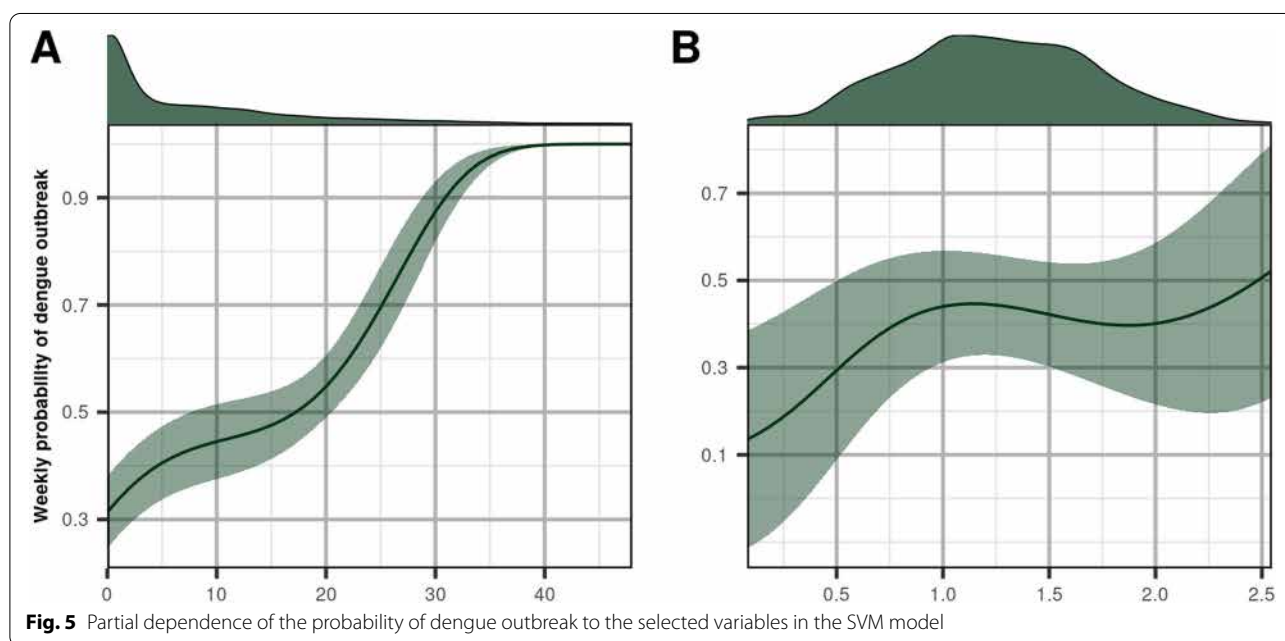 A
B
Weekly probability of dengue outbreak
0.9
0.7
0.5
0.3
0 10 20 30 40
0.7
0.5
0.3
0.1
0.5 1.0 1.5 2.0 2.5
Fig. 5 Partial dependence of the probability of dengue outbreak to the selected variables in the SVM model